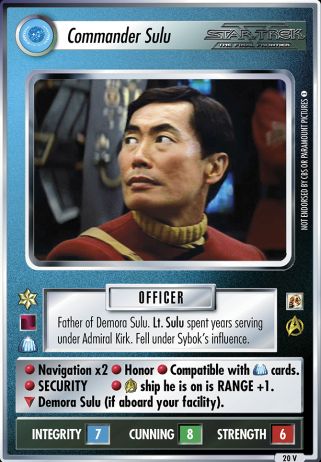 Commander Sulu
STAR TREK V
THE FINAL FRONTIER
NOT ENDORSED BY CBS OR PARAMOUNT PICTURES
OFFICER
Father of Demora Sulu. Lt. Sulu spent years serving
under Admiral Kirk. Fell under Sybok's influence.
• Navigation x2 • Honor • Compatible with cards.
• SECURITY • ship he is on is RANGE +1.
▼ Demora Sulu (if aboard your facility).
INTEGRITY 7 CUNNING 8 STRENGTH 6
20 V